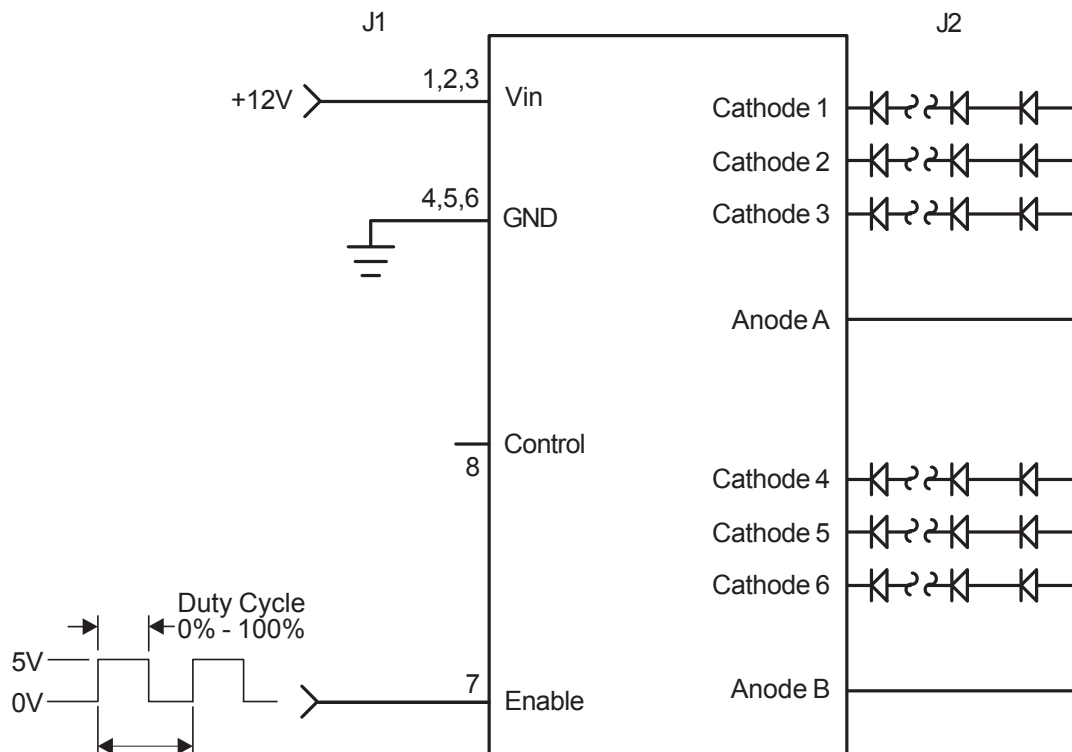 J1
J2
+12V
1,2,3
Vin
4,5,6
GND
8
Control
Duty Cycle
0% - 100%
5V
0V
7
Enable
Cathode 1
Cathode 2
Cathode 3
Anode A
Cathode 4
Cathode 5
Cathode 6
Anode B